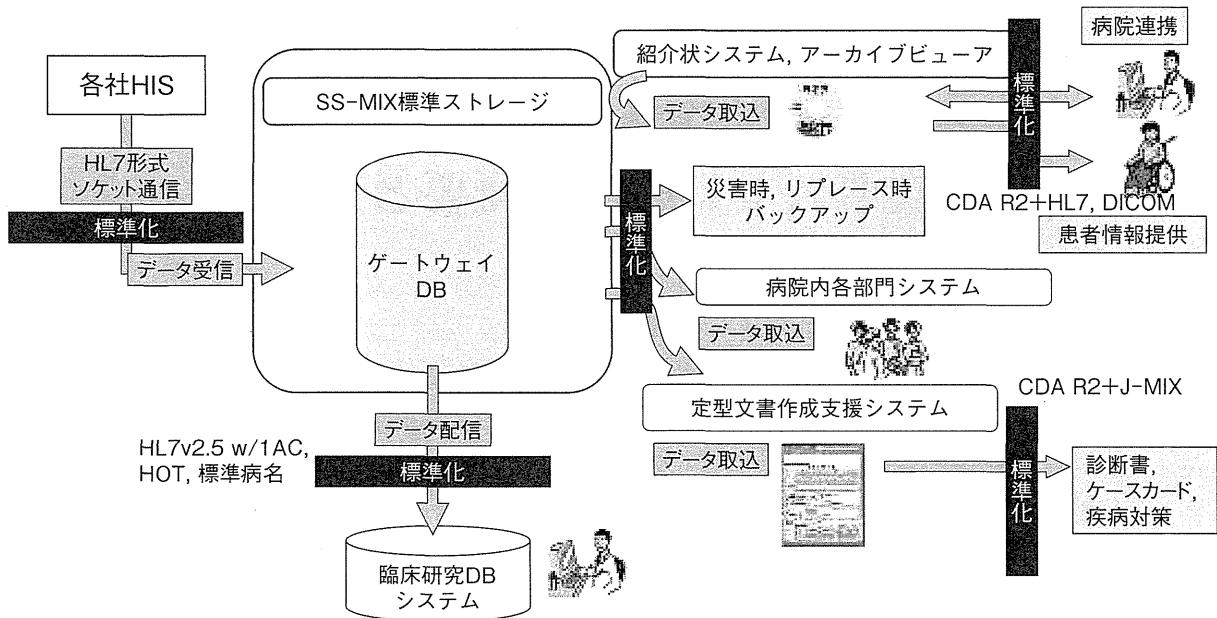 各社HIS
HL7形式
ソケット通信
標準化
データ受信
SS-MIX標準ストレージ
ゲートウェイ
DB
データ配信
HL7v2.5 w/1AC,
HOT, 標準病名
標準化
臨床研究DB
システム
標準化
紹介状システム, アーカイブビューア
データ取込
標準化
病院連携
CDA R2+HL7, DICOM
患者情報提供
災害時, リプレース時
バックアップ
病院内各部門システム
データ取込
定型文書作成支援システム
データ取込
CDA R2+J-MIX
標準化
診断書,
ケースカード,
疾病対策